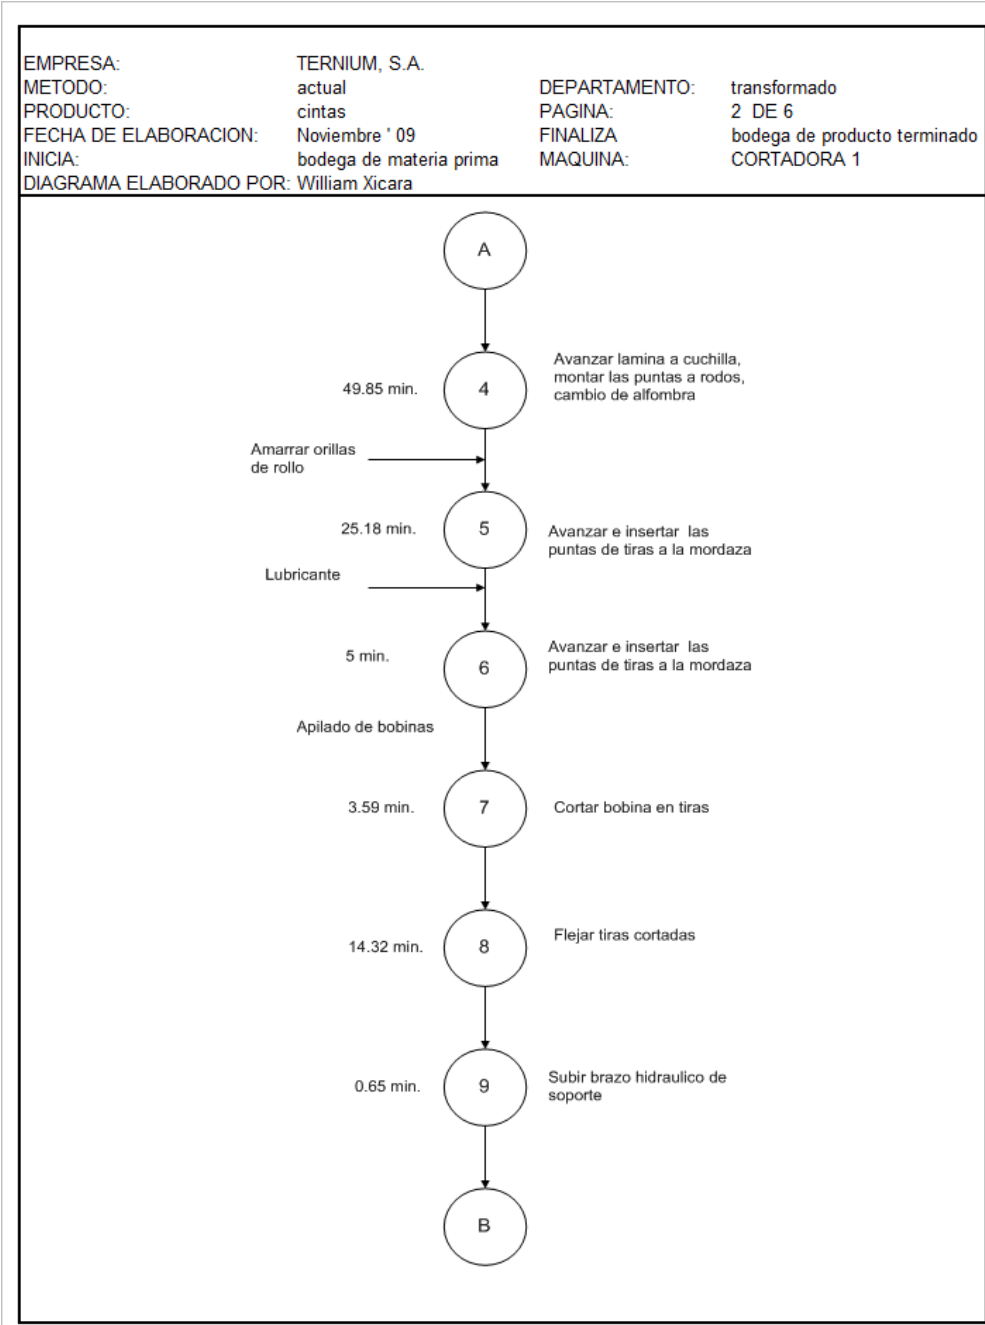 EMPRESA: TERNIUM, S.A.
METODO: actual DEPARTAMENTO: transformado
PRODUCTO: cintas PAGINA: 2 DE 6
FECHA DE ELABORACION: Noviembre ' 09 FINALIZA bodega de producto terminado
INICIA: bodega de materia prima MAQUINA: CORTADORA 1
DIAGRAMA ELABORADO POR: William Xicara
A
Avanzar lamina a cuchilla,
montar las puntas a rodos,
cambio de alfombra
49.85 min.
4
Amarrar orillas
de rollo
25.18 min.
5
Avanzar e insertar las
puntas de tiras a la mordaza
Lubricante
5 min.
6
Avanzar e insertar las
puntas de tiras a la mordaza
Apilado de bobinas
3.59 min.
7
Cortar bobina en tiras
14.32 min.
8
Flejar tiras cortadas
0.65 min.
9
Subir brazo hidraulico de
soporte
B